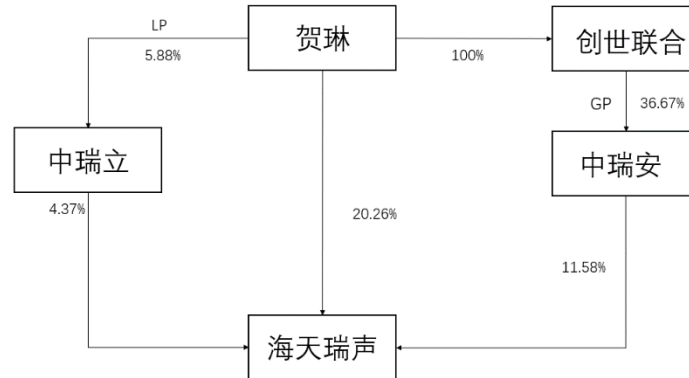 LP
贺琳
创世联合
5.88%
100%
GP
36.67%
中瑞立
中瑞安
4.37%
20.26%
11.58%
海天瑞声